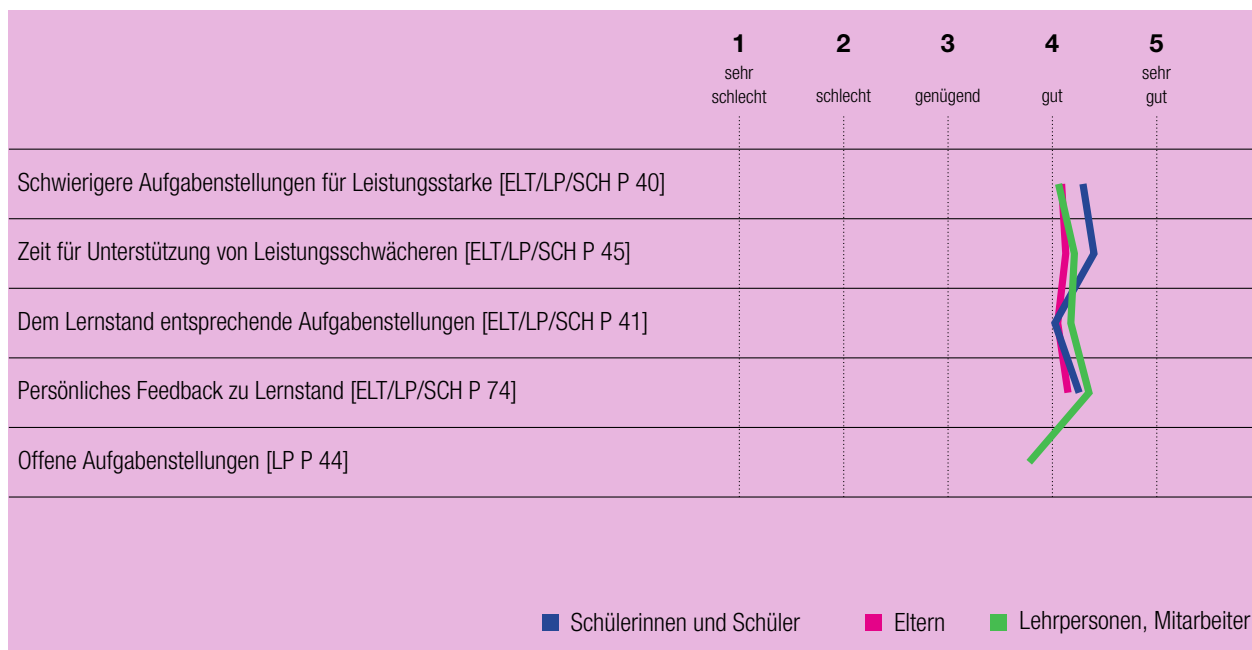 1 2 3 4 5
sehr schlecht schlecht genügend gut sehr gut
Schwierigere Aufgabenstellungen für Leistungsstarke [ELT/LP/SCH P 40]
Zeit für Unterstützung von Leistungsschwächeren [ELT/LP/SCH P 45]
Dem Lernstand entsprechende Aufgabenstellungen [ELT/LP/SCH P 41]
Persönliches Feedback zu Lernstand [ELT/LP/SCH P 74]
Offene Aufgabenstellungen [LP P 44]
Schülerinnen und Schüler Eltern Lehrpersonen, Mitarbeiter